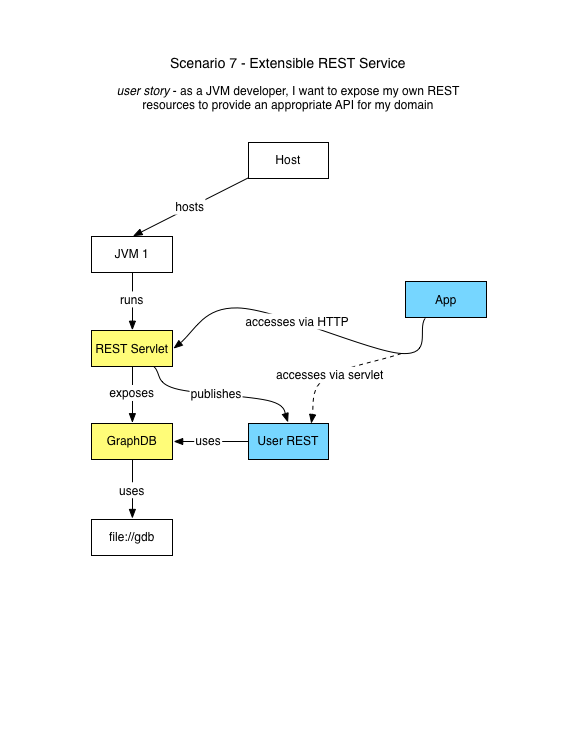 Scenario 7 - Extensible REST Service
user story - as a JVM developer, I want to expose my own REST
resources to provide an appropriate API for my domain
Host
hosts
JVM 1
runs
App
accesses via HTTP
REST Servlet
accesses via servlet
exposes
publishes
GraphDB
uses
User REST
uses
file://gdb